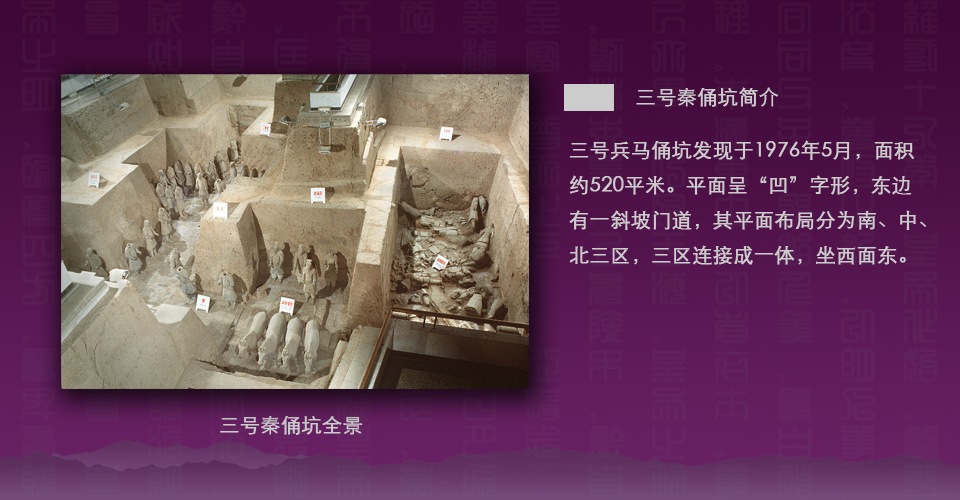 三号秦俑坑简介
三号兵马俑坑发现于1976年5月，面积
约520平米。平面呈“凹”字形，东边
有一斜坡门道，其平面布局分为南、中、
北三区，三区连接成一体，坐西面东。
三号秦俑坑全景